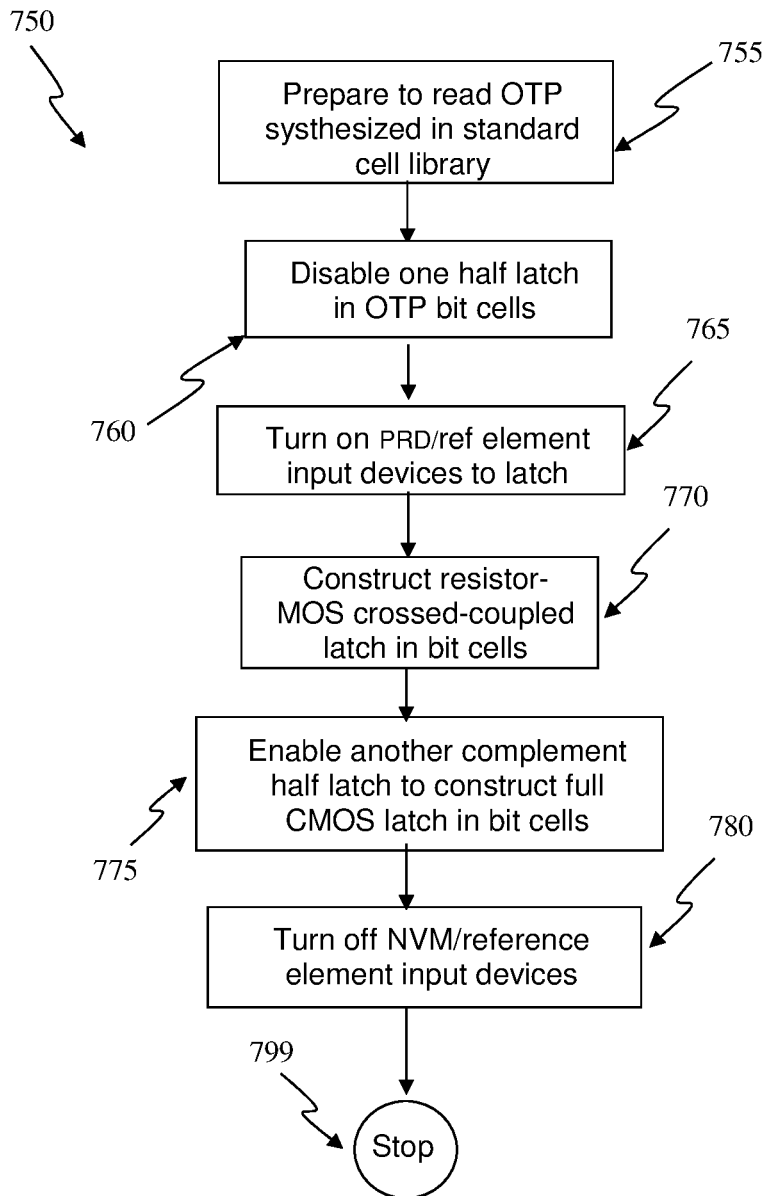 750
755
Prepare to read OTP
systhesized in standard
cell library
Disable one half latch
in OTP bit cells
760
765
Turn on PRD/ref element
input devices to latch
770
Construct resistor-
MOS crossed-coupled
latch in bit cells
Enable another complement
half latch to construct full
CMOS latch in bit cells
775
780
Turn off NVM/reference
element input devices
799
Stop